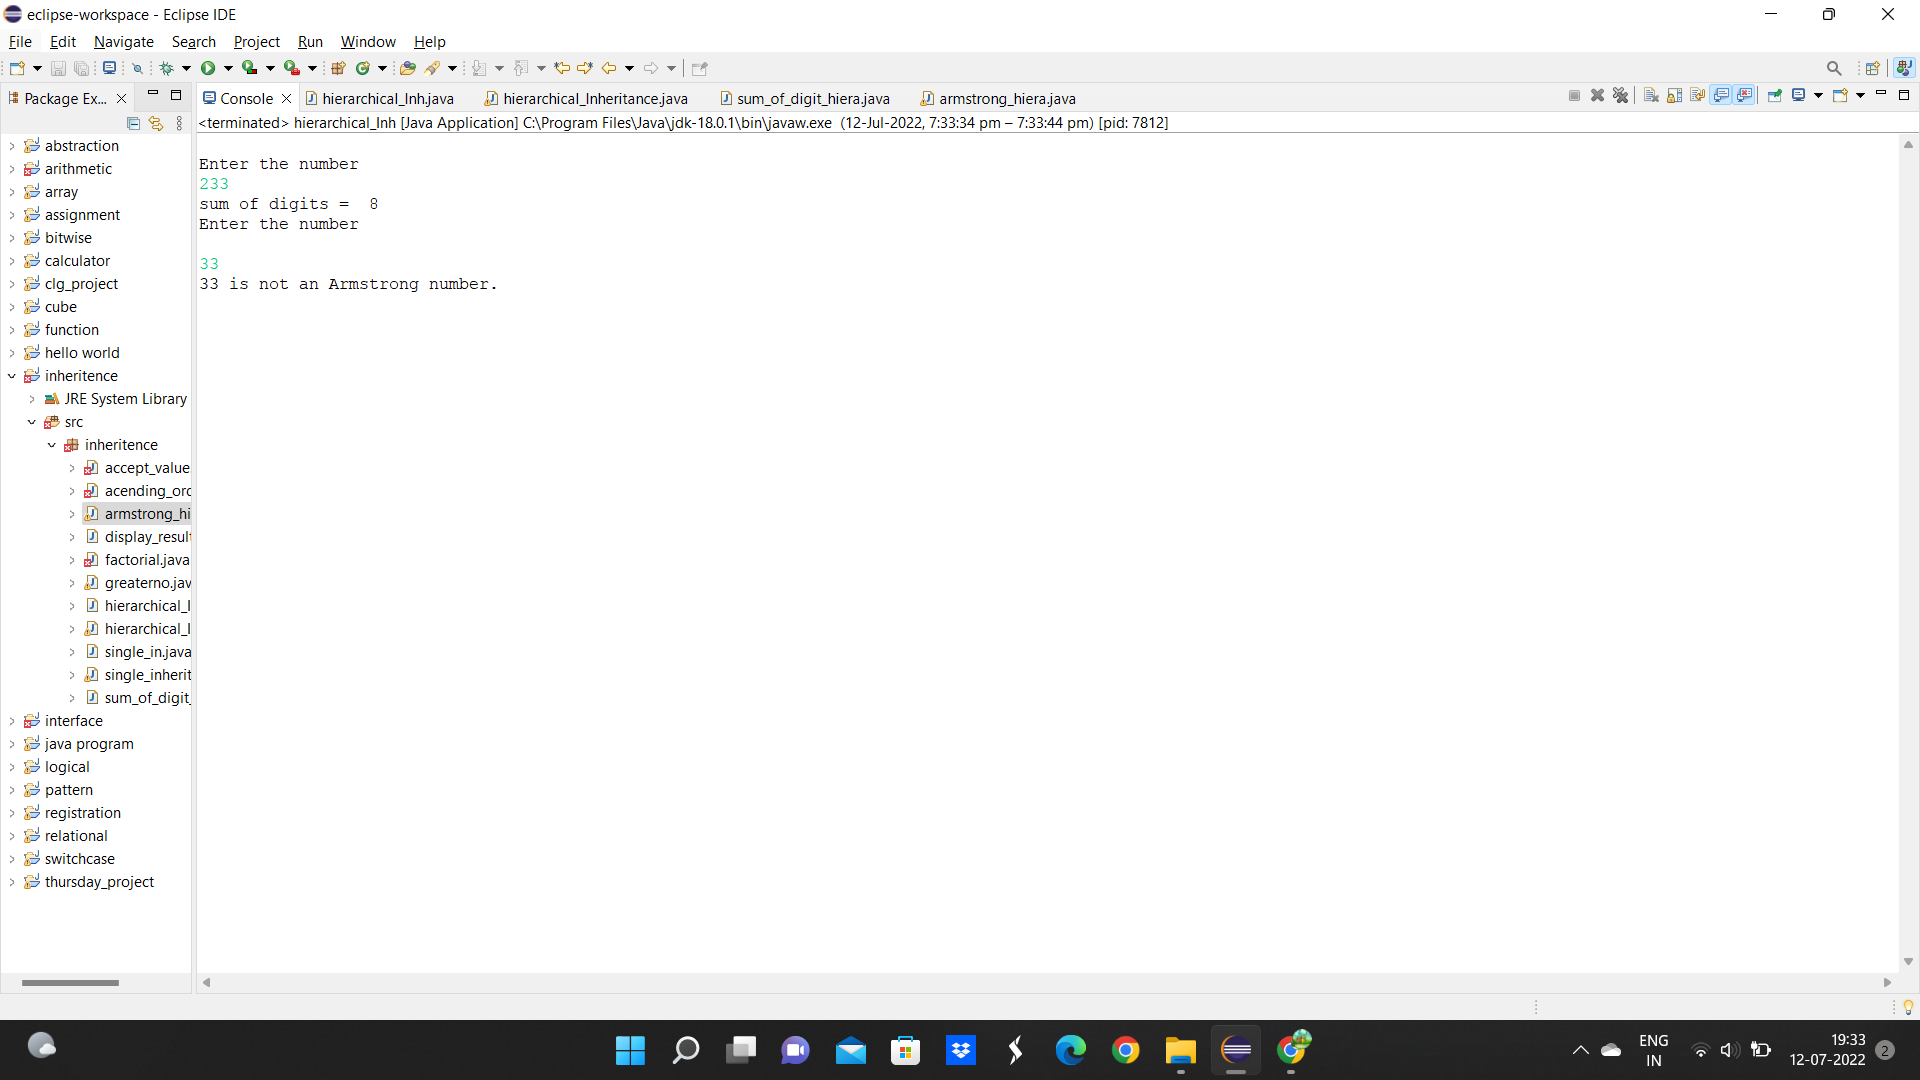 eclipse-workspace - Eclipse IDE
File Edit Navigate Search Project Run Window Help
Package Ex...
Console hierarchical_Inh.java hierarchical_Inheritance.java sum_of_digit_hiera.java armstrong_hiera.java
<terminated> hierarchical_Inh [Java Application] C:\Program Files\Java\jdk-18.0.1\bin\javaw.exe (12-Jul-2022, 7:33:34 pm – 7:33:44 pm) [pid: 7812]
abstraction
arithmetic
array
assignment
bitwise
calculator
clg_project
cube
function
hello world
inheritence
JRE System Library
src
inheritence
accept_value
acending_orc
armstrong_hi
display_result
factorial.java
greaterno.jav
hierarchical_I
hierarchical_I
single_in.java
single_inherit
sum_of_digit_
interface
java program
logical
pattern
registration
relational
switchcase
thursday_project
Enter the number
233
sum of digits =  8
Enter the number
33
33 is not an Armstrong number.
ENG
IN
19:33
12-07-2022
2